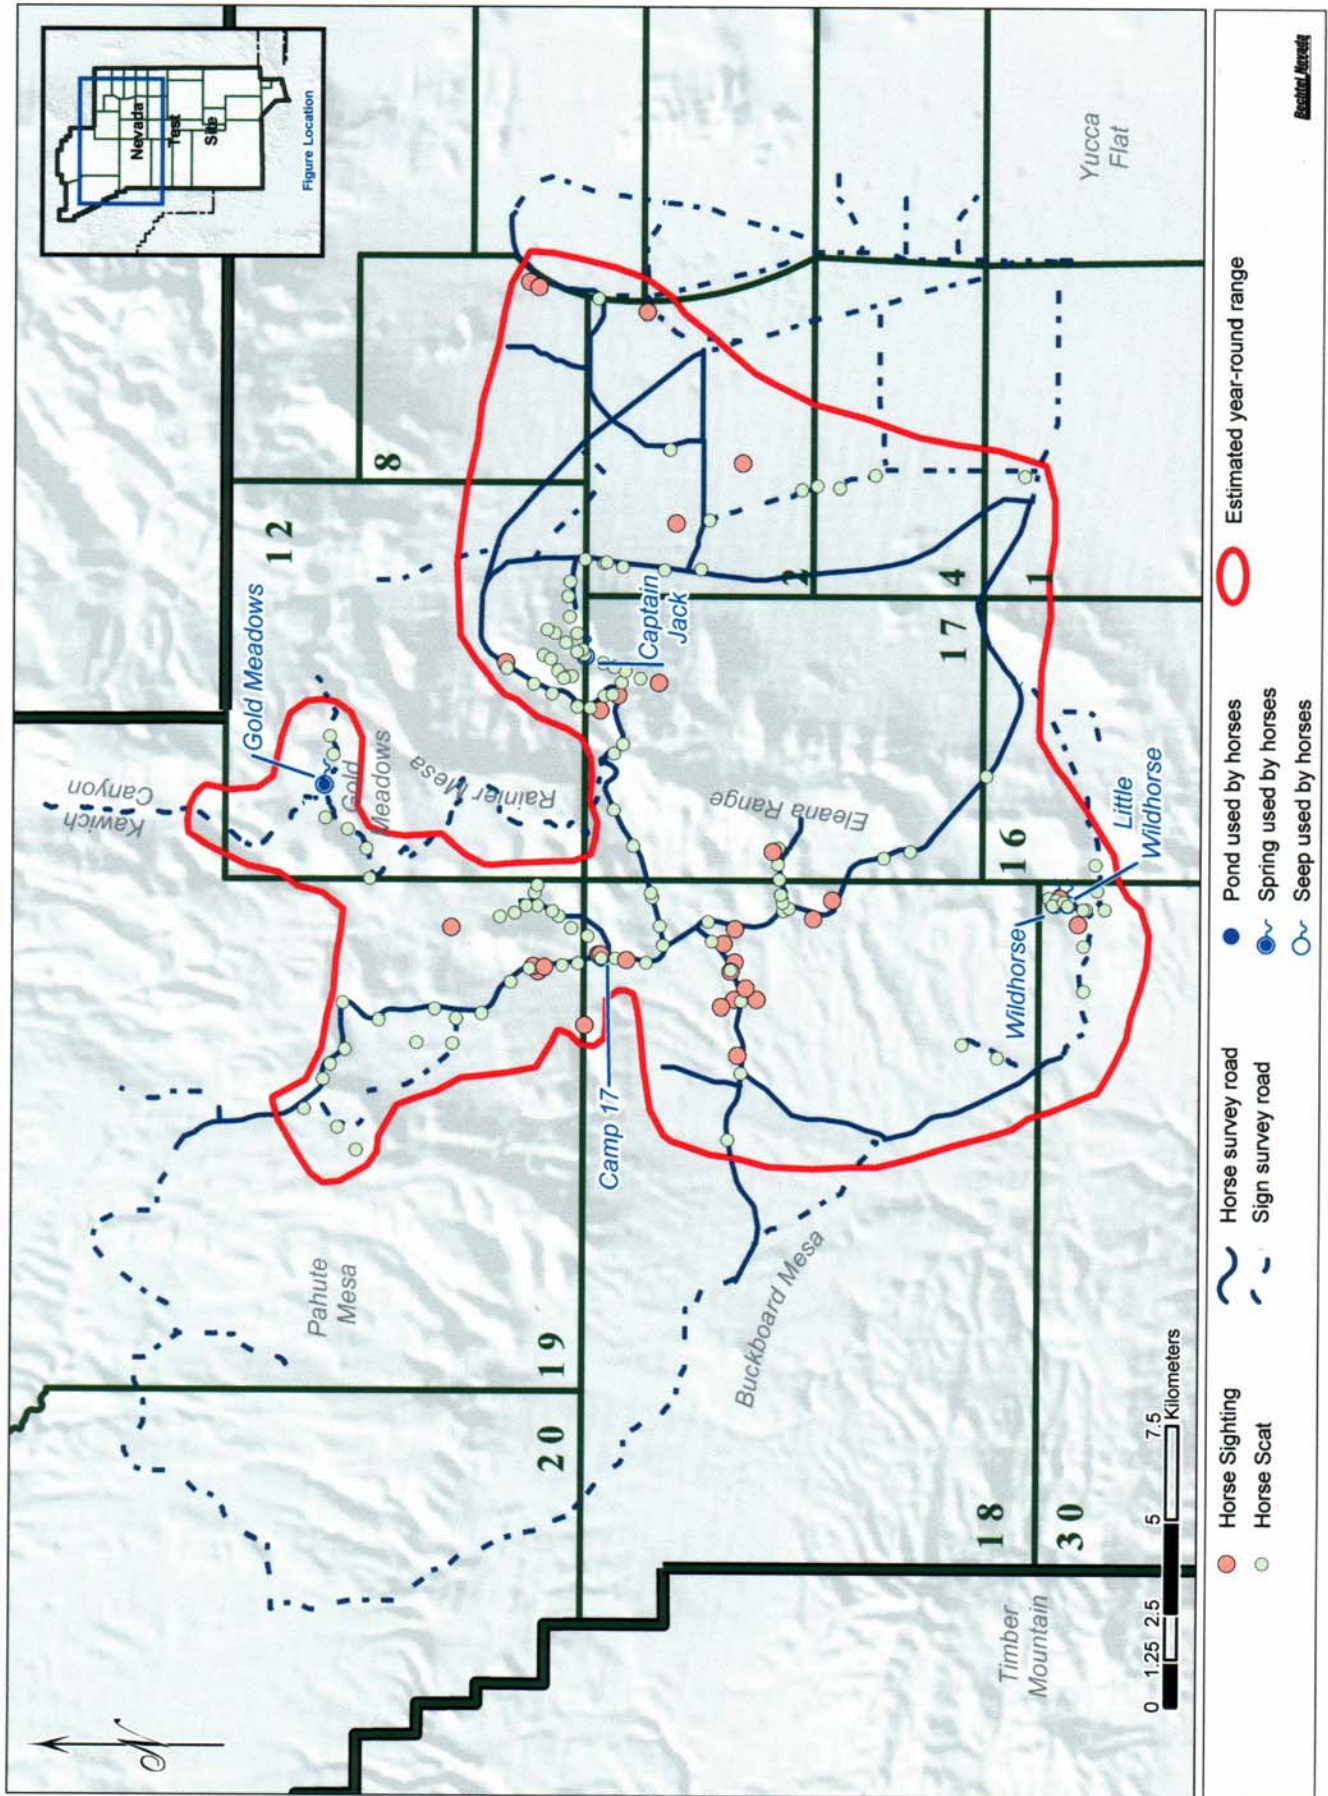 N
Nevada
Test
Site
Figure Location
Kawich
Canyon
Gold Meadows
12
8
Gold
Meadows
Rainier Mesa
Pahute
Mesa
20
19
Captain
Jack
Camp 17
2
Eleana Range
Buckboard Mesa
Yucca
Flat
17
4
18
16
1
Wildhorse
Little
Wildhorse
30
Timber
Mountain
0 1.25 2.5 5 7.5
Kilometers
Horse Sighting
Horse Scat
Horse survey road
Sign survey road
Pond used by horses
Spring used by horses
Seep used by horses
Estimated year-round range
Bechtel Nevada